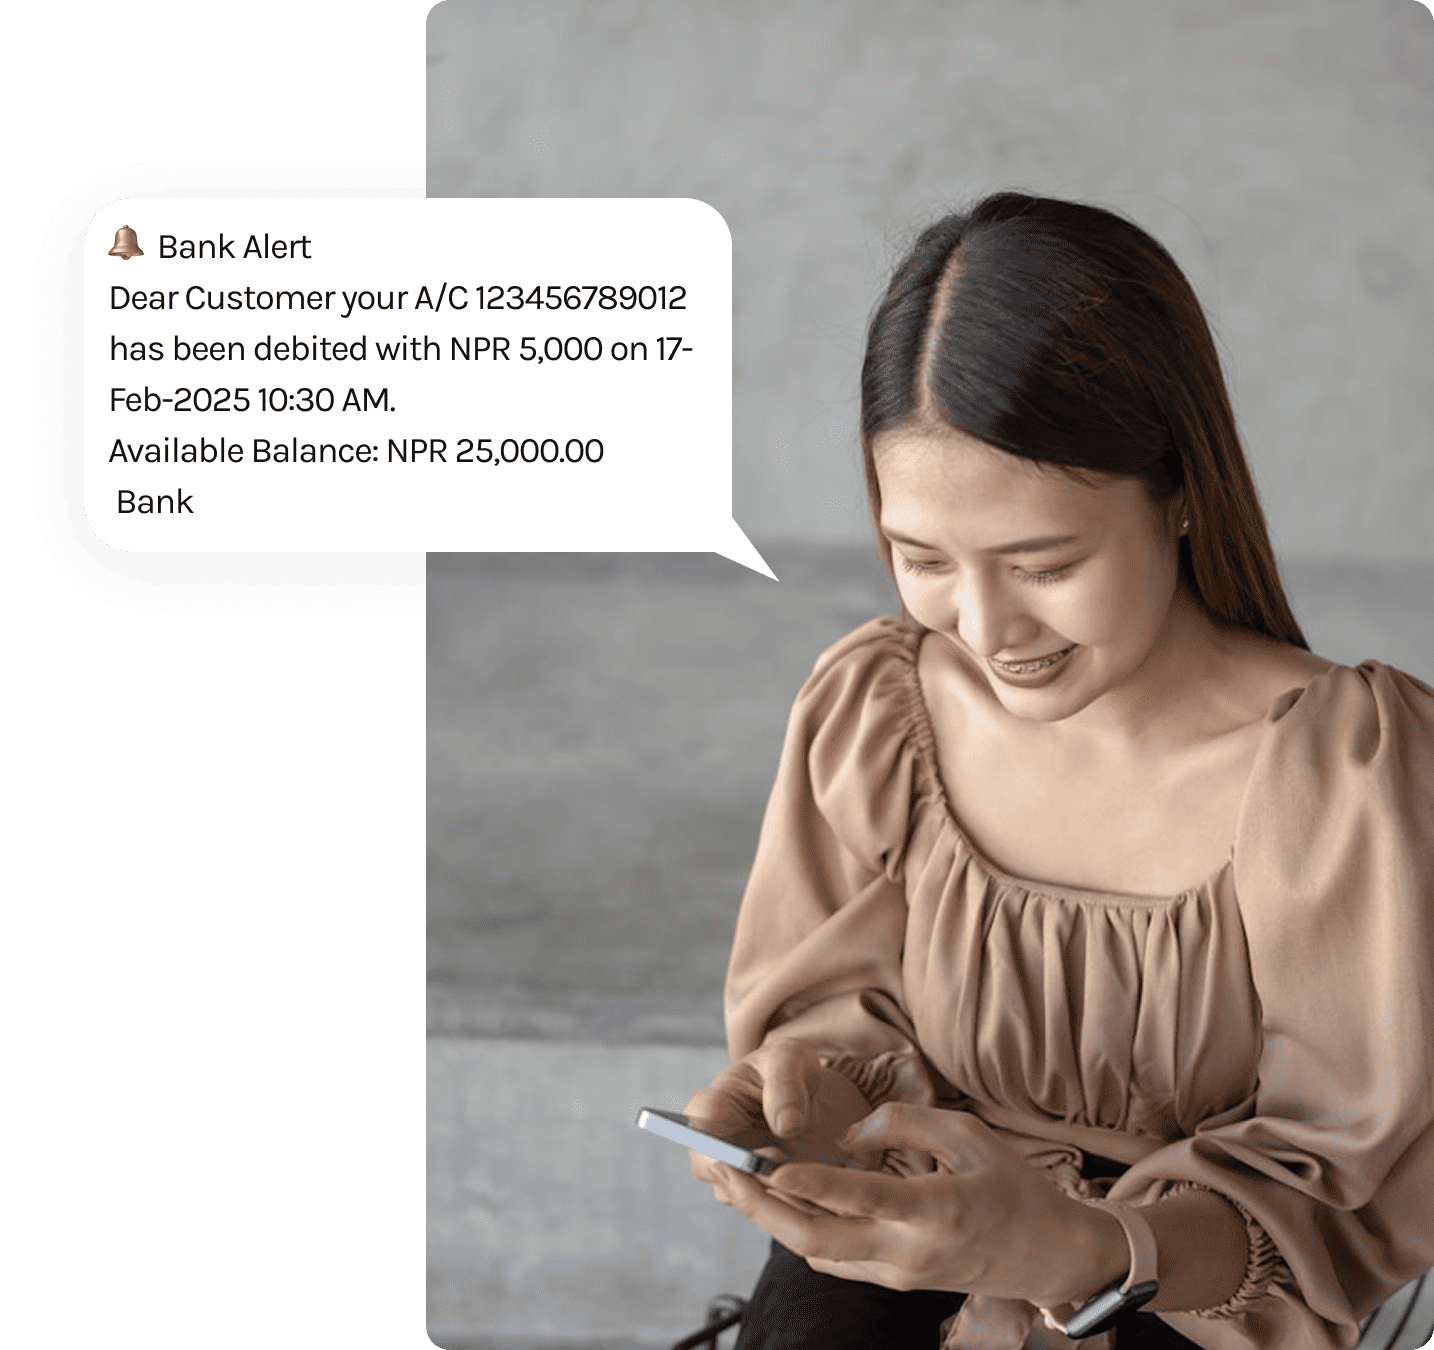 🔔 Bank Alert
Dear Customer your A/C 123456789012
has been debited with NPR 5,000 on 17-
Feb-2025 10:30 AM.
Available Balance: NPR 25,000.00
Bank